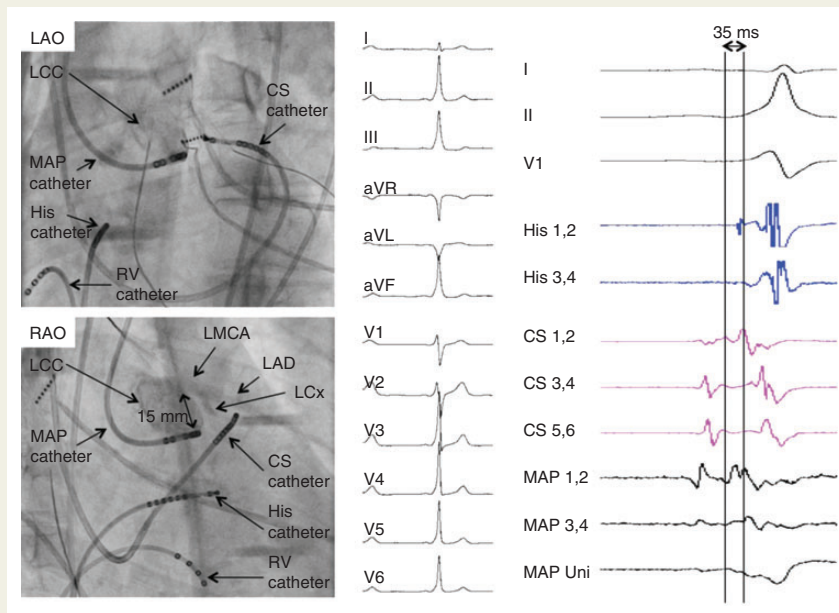 LAO
LCC
CS
catheter
MAP
catheter
His
catheter
RV
catheter
RAO
LMCA
LCC
LAD
LCx
15 mm
MAP
catheter
CS
catheter
His
catheter
RV
catheter
I
II
III
aVR
aVL
aVF
V1
V2
V3
V4
V5
V6
35 ms
I
II
V1
His 1,2
His 3,4
CS 1,2
CS 3,4
CS 5,6
MAP 1,2
MAP 3,4
MAP Uni